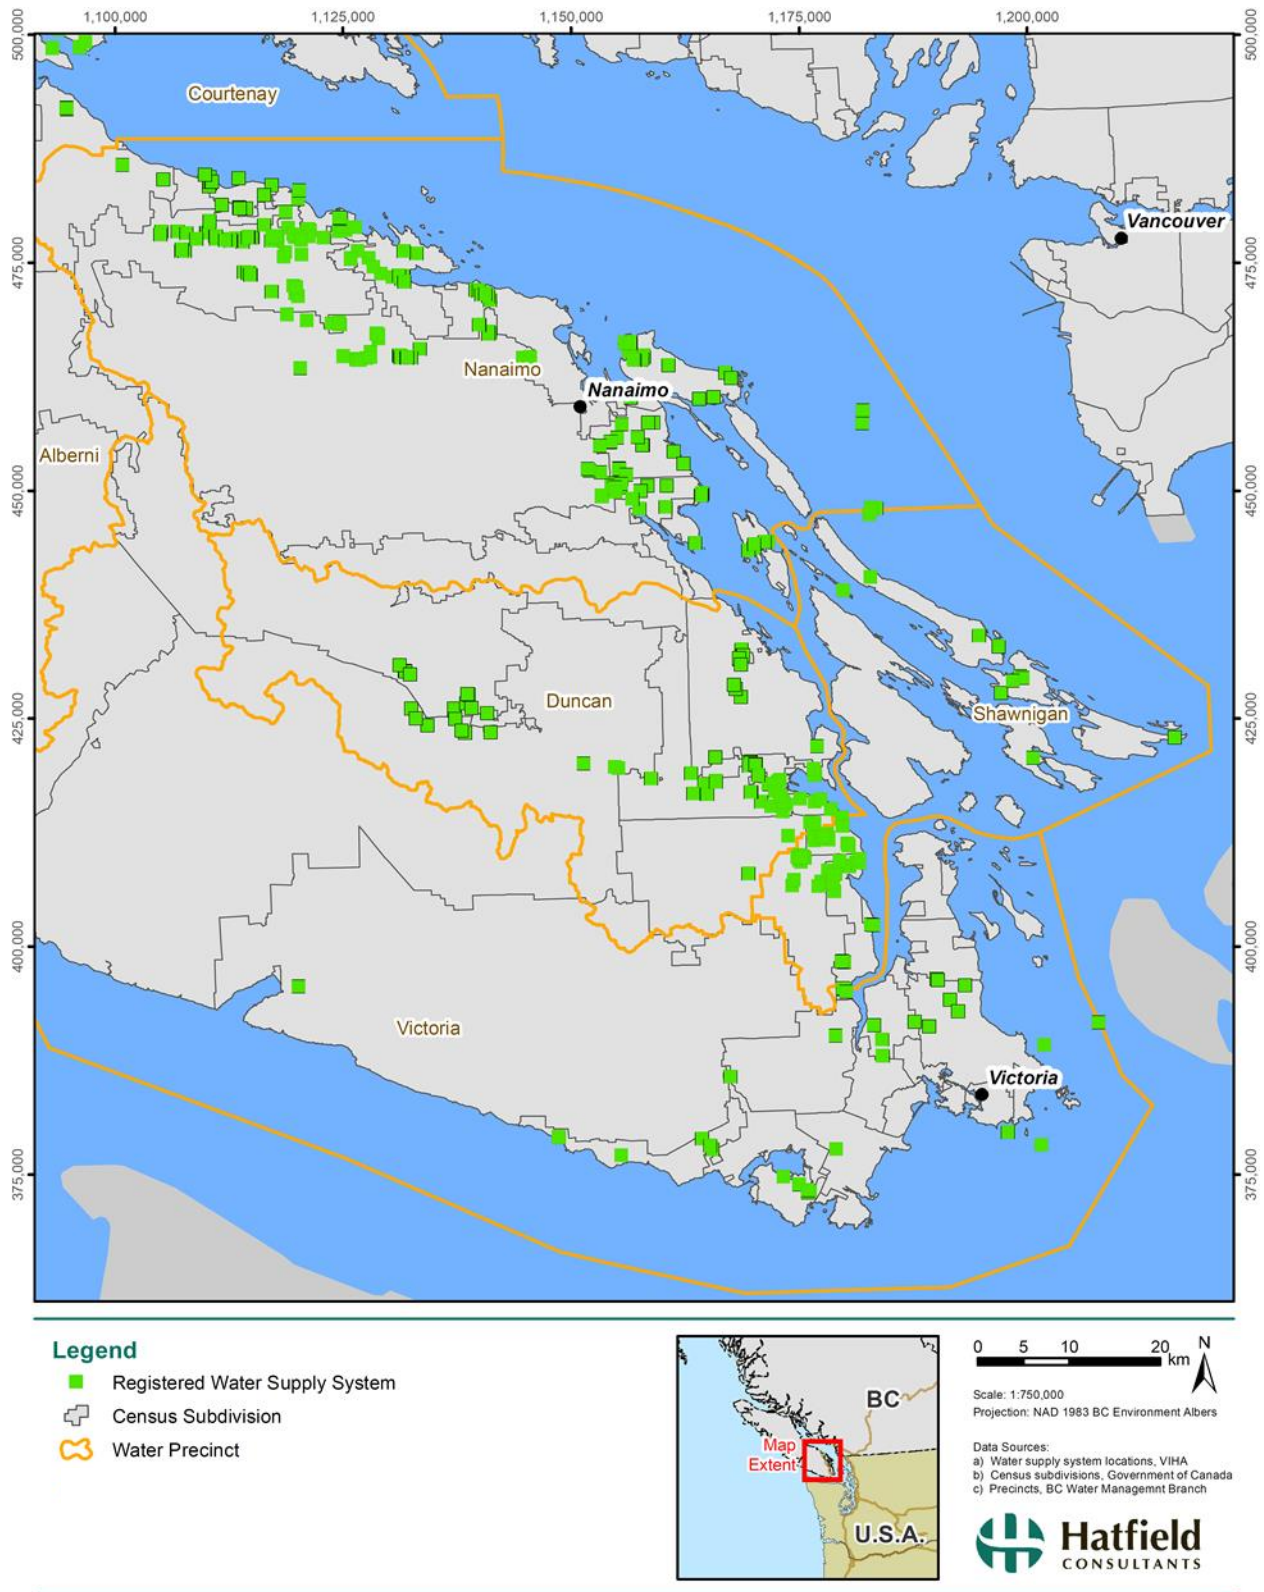 1,100,000 1,125,000 1,150,000 1,175,000 1,200,000
500,000 500,000
Courtenay
Vancouver
475,000 475,000
Nanaimo
Nanaimo
Alberni
450,000 450,000
Duncan
Shawnigan
425,000 425,000
400,000 400,000
Victoria
Victoria
375,000 375,000
Legend
Registered Water Supply System
Census Subdivision
Water Precinct
BC
Map
Extent
U.S.A.
0 5 10 20
km
N
Scale: 1:750,000
Projection: NAD 1983 BC Environment Albers
Data Sources:
a) Water supply system locations, VIHA
b) Census subdivisions, Government of Canada
c) Precincts, BC Water Managemnt Branch
Hatfield
CONSULTANTS